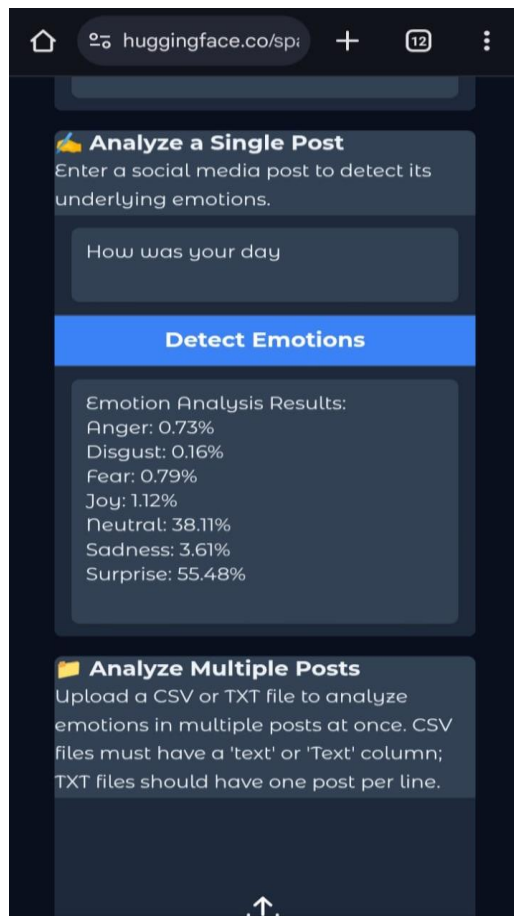 huggingface.co/spa
12
✍️ Analyze a Single Post
Enter a social media post to detect its
underlying emotions.
How was your day
Detect Emotions
Emotion Analysis Results:
Anger: 0.73%
Disgust: 0.16%
Fear: 0.79%
Joy: 1.12%
Neutral: 38.11%
Sadness: 3.61%
Surprise: 55.48%
📁 Analyze Multiple Posts
Upload a CSV or TXT file to analyze
emotions in multiple posts at once. CSV
files must have a 'text' or 'Text' column;
TXT files should have one post per line.